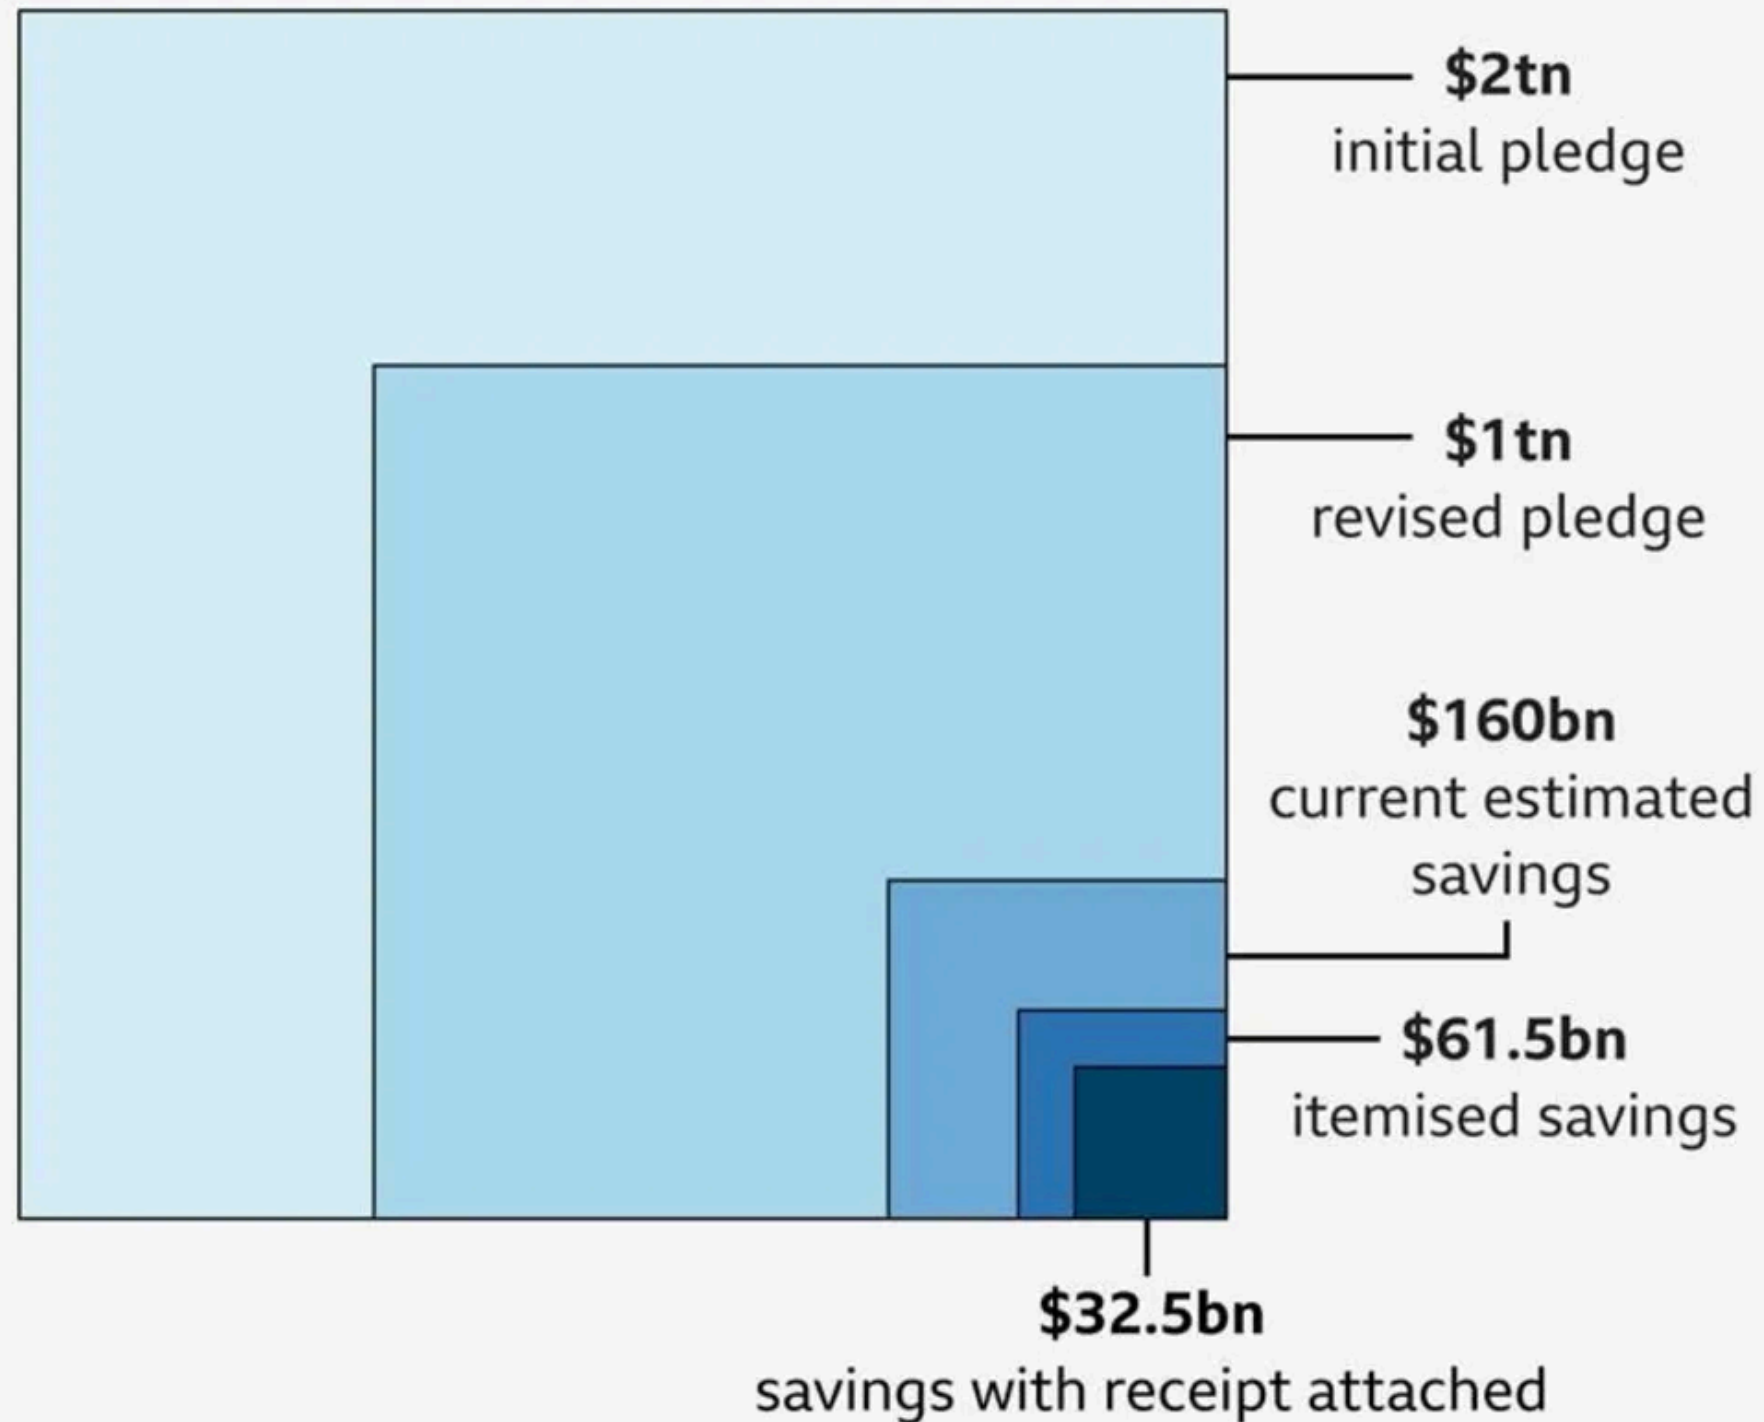 $2tn
initial pledge
$1tn
revised pledge
$160bn
current estimated
savings
$61.5bn
itemised savings
$32.5bn
savings with receipt attached